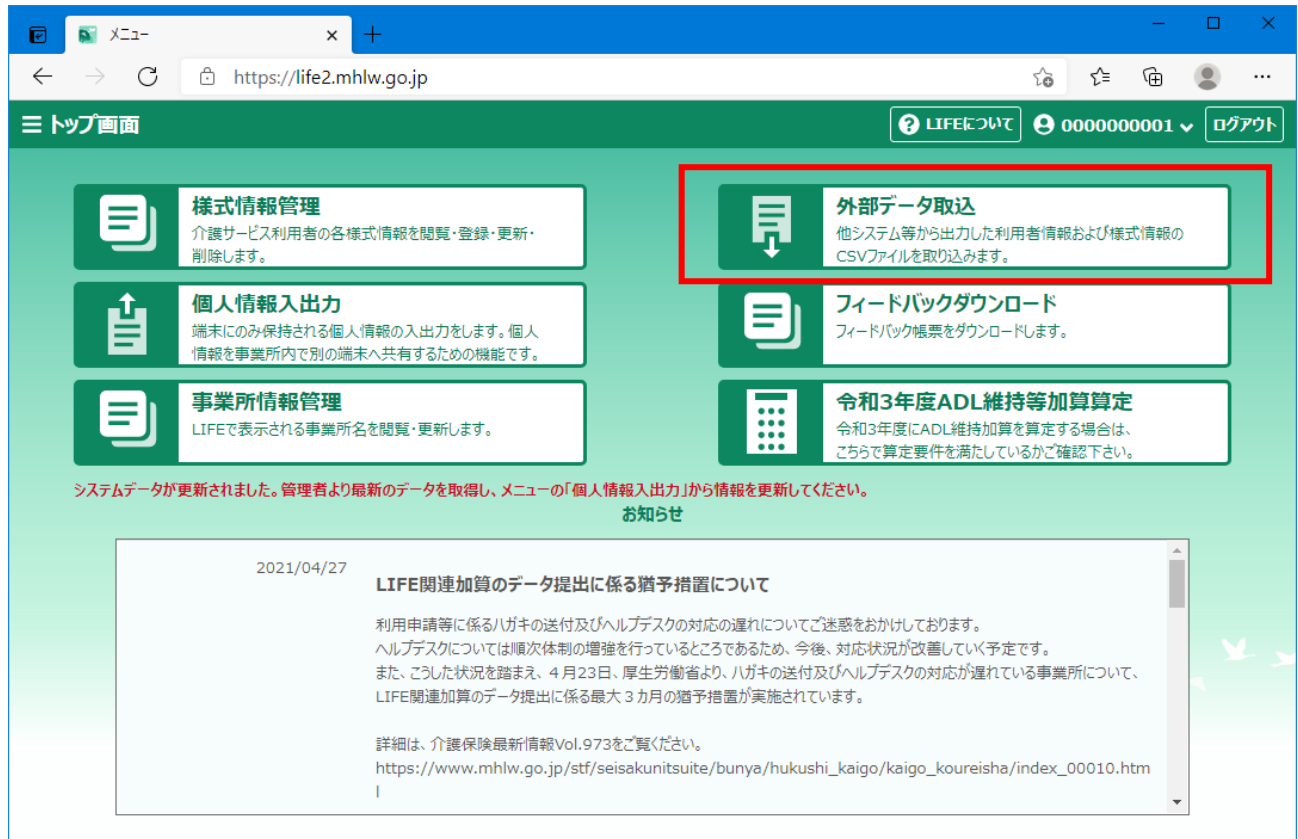 メニュー
https://life2.mhlw.go.jp
トップ画面
LIFEについて
0000000001
ログアウト
様式情報管理
介護サービス利用者の各様式情報を閲覧・登録・更新・
削除します。
外部データ取込
他システム等から出力した利用者情報および様式情報の
CSVファイルを取り込みます。
個人情報入出力
端末にのみ保持される個人情報の入出力をします。個人
情報を事業所内で別の端末へ共有するための機能です。
フィードバックダウンロード
フィードバック帳票をダウンロードします。
事業所情報管理
LIFEで表示される事業所名を閲覧・更新します。
令和3年度ADL維持等加算算定
令和3年度にADL維持加算を算定する場合は、
こちらで算定要件を満たしているかご確認下さい。
システムデータが更新されました。管理者より最新のデータを取得し、メニューの「個人情報入出力」から情報を更新してください。
お知らせ
2021/04/27
LIFE関連加算のデータ提出に係る猶予措置について
利用申請等に係るハガキの送付及びヘルプデスクの対応の遅れについてご迷惑をおかけしております。
ヘルプデスクについては順次体制の増強を行っているところであるため、今後、対応状況が改善していく予定です。
また、こうした状況を踏まえ、4月23日、厚生労働省より、ハガキの送付及びヘルプデスクの対応が遅れている事業所について、
LIFE関連加算のデータ提出に係る最大3カ月の猶予措置が実施されています。
詳細は、介護保険最新情報Vol.973をご覧ください。
https://www.mhlw.go.jp/stf/seisakunitsuite/bunya/hukushi_kaigo/kaigo_koureisha/index_00010.htm
l